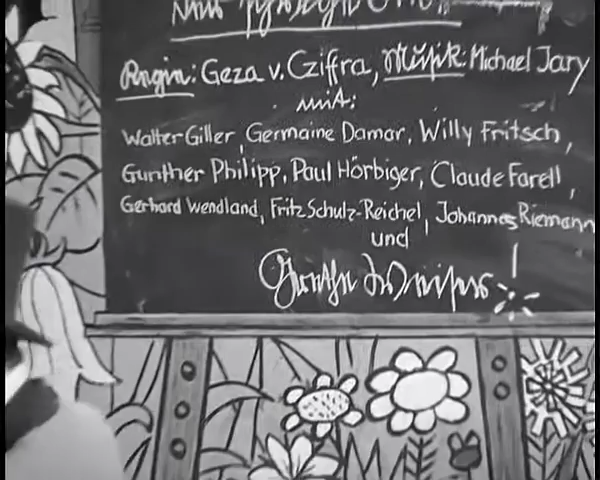 Regie: Geza v. Cziffra, Musik: Michael Jary
mit:
Walter Giller, Germaine Damar, Willy Fritsch,
Gunther Philipp, Paul Hörbiger, Claude Farell,
Gerhard Wendland, Fritz Schulz-Reichel, Johannes Riemann
und